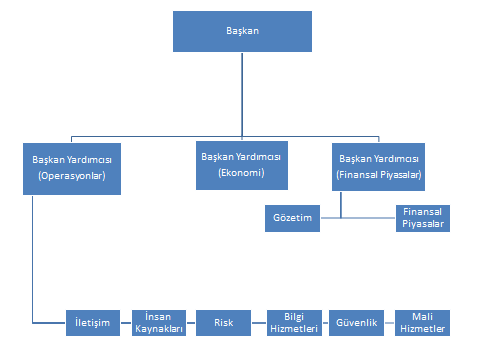 Başkan
Başkan Yardımcısı
(Operasyonlar)
Başkan Yardımcısı
(Ekonomi)
Başkan Yardımcısı
(Finansal Piyasalar)
Gözetim
Finansal
Piyasalar
İletişim
İnsan
Kaynakları
Risk
Bilgi
Hizmetleri
Güvenlik
Mali
Hizmetler